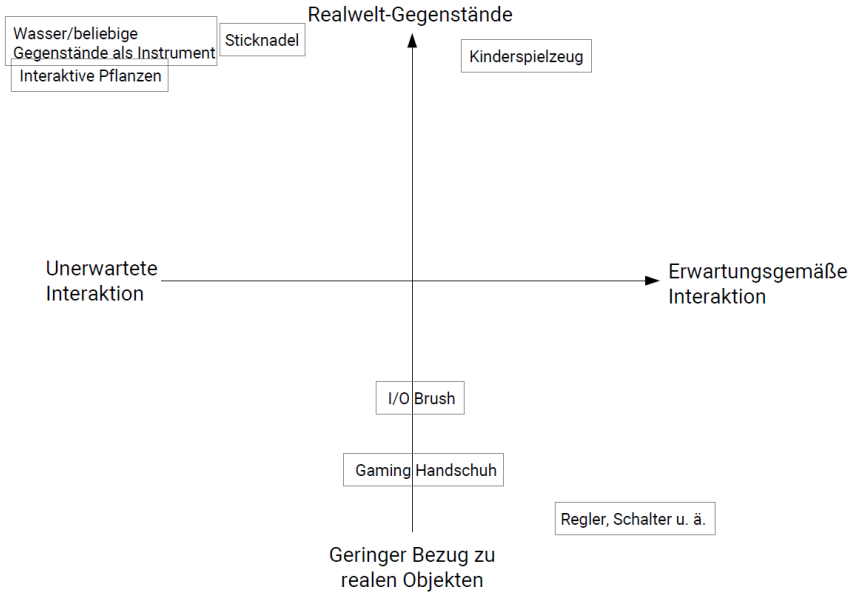 Realwelt-Gegenstände
Wasser/beliebige
Gegenstände als Instrument
Sticknadel
Kinderspielzeug
Interaktive Pflanzen
Unerwartete
Interaktion
Erwartungsgemäße
Interaktion
I/O Brush
Gaming Handschuh
Regler, Schalter u. ä.
Geringer Bezug zu
realen Objekten